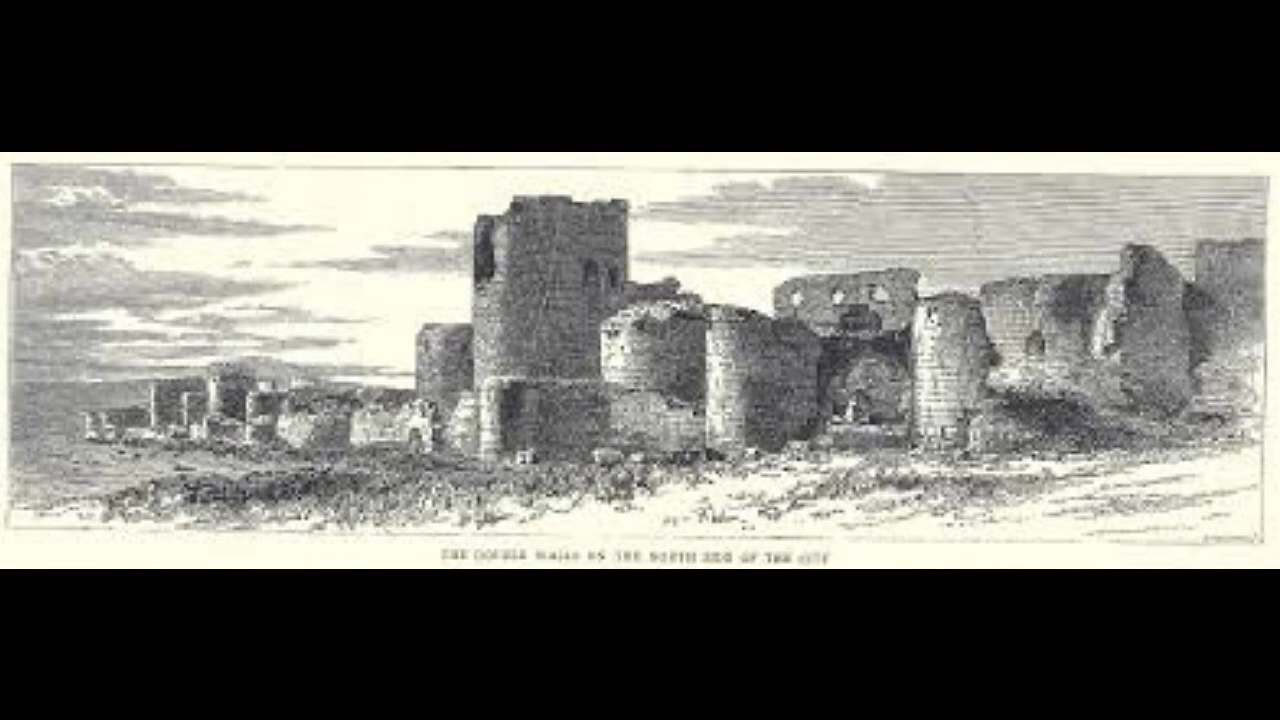 THE DOUBLE WALLS ON THE NORTH SIDE OF THE CITY